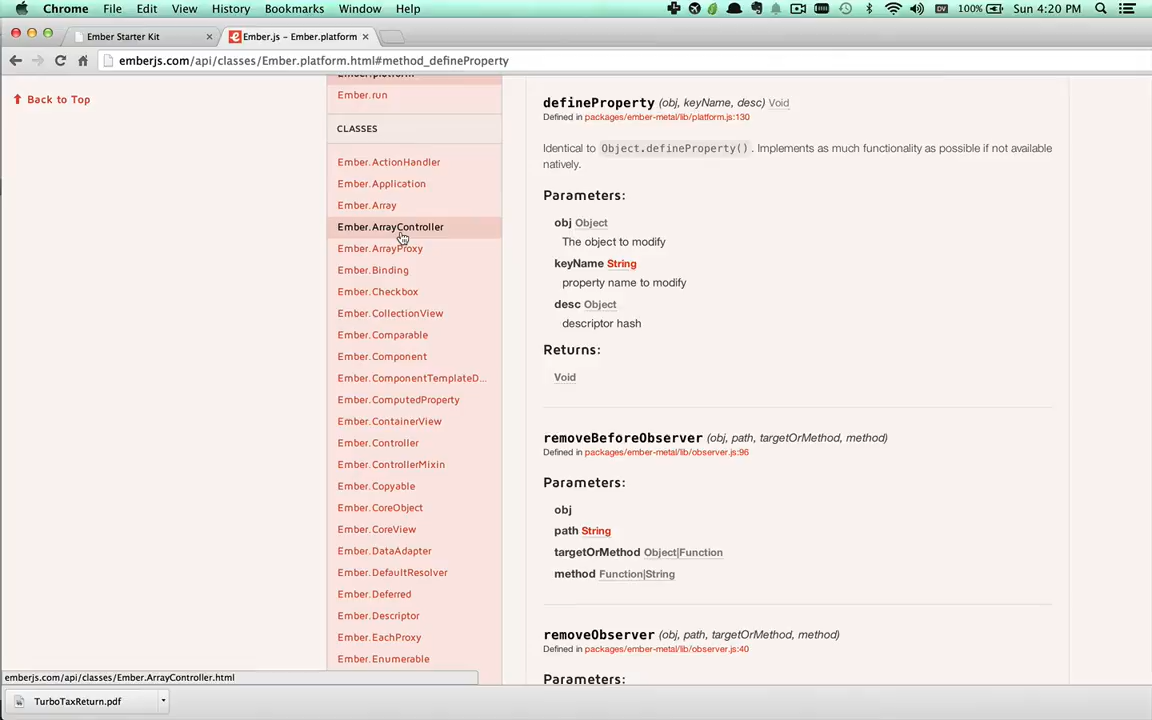 Chrome File Edit View History Bookmarks Window Help 100% Sun 4:20 PM
Ember Starter Kit
Ember.js – Ember.platform
emberjs.com/api/classes/Ember.platform.html#method_defineProperty
Back to Top
Ember.platform
Ember.run
CLASSES
Ember.ActionHandler
Ember.Application
Ember.Array
Ember.ArrayController
Ember.ArrayProxy
Ember.Binding
Ember.Checkbox
Ember.CollectionView
Ember.Comparable
Ember.Component
Ember.ComponentTemplateD...
Ember.ComputedProperty
Ember.ContainerView
Ember.Controller
Ember.ControllerMixin
Ember.Copyable
Ember.CoreObject
Ember.CoreView
Ember.DataAdapter
Ember.DefaultResolver
Ember.Deferred
Ember.Descriptor
Ember.EachProxy
Ember.Enumerable
defineProperty (obj, keyName, desc) Void
Defined in packages/ember-metal/lib/platform.js:130
Identical to Object.defineProperty() . Implements as much functionality as possible if not available
natively.
Parameters:
obj Object
The object to modify
keyName String
property name to modify
desc Object
descriptor hash
Returns:
Void
removeBeforeObserver (obj, path, targetOrMethod, method)
Defined in packages/ember-metal/lib/observer.js:96
Parameters:
obj
path String
targetOrMethod Object|Function
method Function|String
removeObserver (obj, path, targetOrMethod, method)
Defined in packages/ember-metal/lib/observer.js:40
Parameters:
emberjs.com/api/classes/Ember.ArrayController.html
TurboTaxReturn.pdf